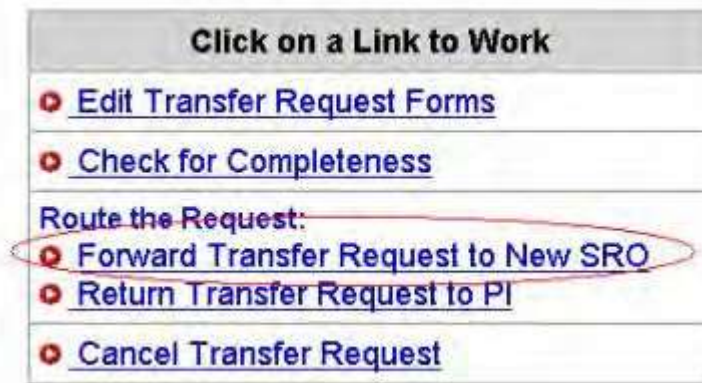 Click on a Link to Work
Edit Transfer Request Forms
Check for Completeness
Route the Request:
Forward Transfer Request to New SRO
Return Transfer Request to PI
Cancel Transfer Request